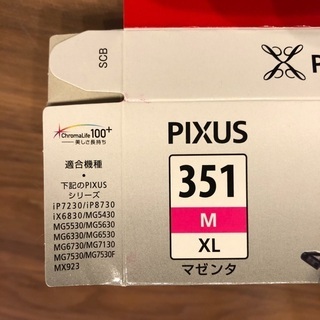 SCB
P
ChromaLife 100+
―美しさ長持ち
適合機種
・
下記のPIXUS
シリーズ
iP7230/iP8730
iX6830/MG5430
MG5530/MG5630
MG6330/MG6530
MG6730/MG7130
MG7530/MG7530F
MX923
PIXUS
351
M
XL
マゼンタ